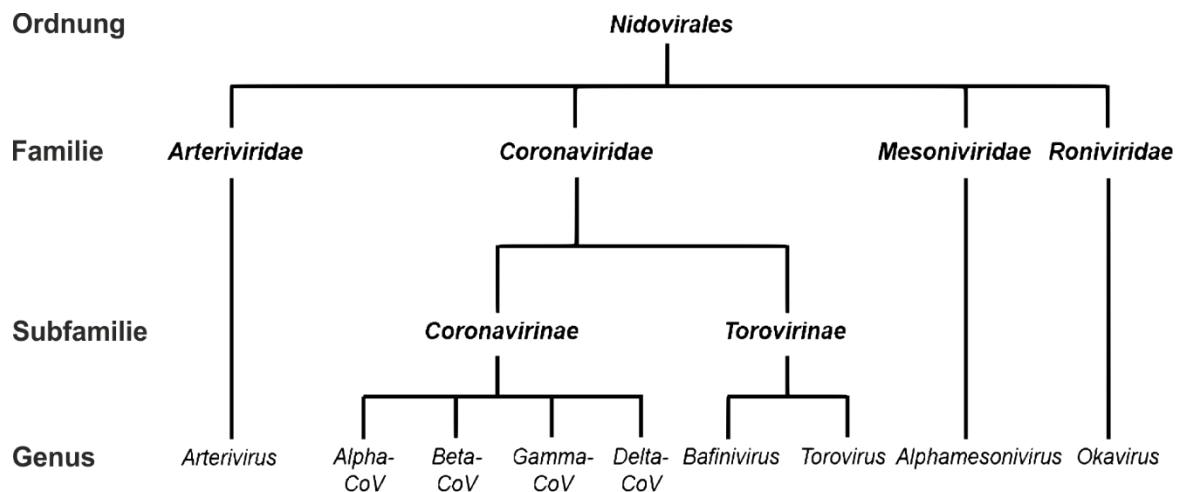 Ordnung Nidovirales
Familie Arteriviridae Coronaviridae Mesoniviridae Roniviridae
Subfamilie Coronavirinae Torovirinae
Genus Arterivirus Alpha- Beta- Gamma- Delta- Bafinivirus Torovirus Alphamesonivirus Okavirus
CoV CoV CoV CoV